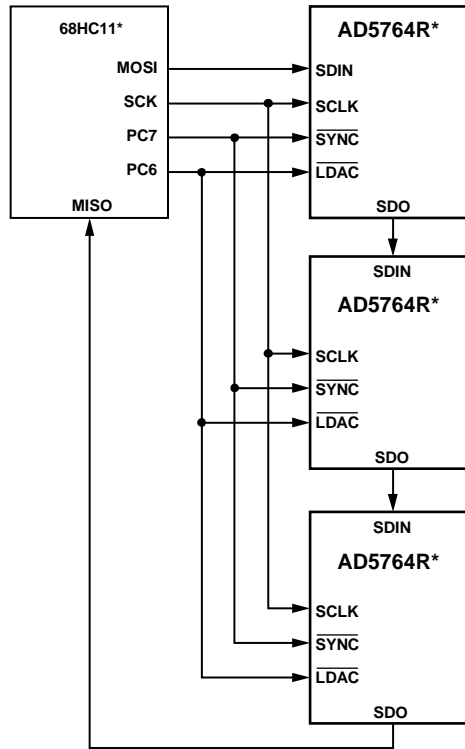 68HC11*
MOSI
SCK
PC7
PC6
MISO
AD5764R*
SDIN
SCLK
SYNC
LDAC
SDO
SDIN
AD5764R*
SCLK
SYNC
LDAC
SDO
SDIN
AD5764R*
SCLK
SYNC
LDAC
SDO